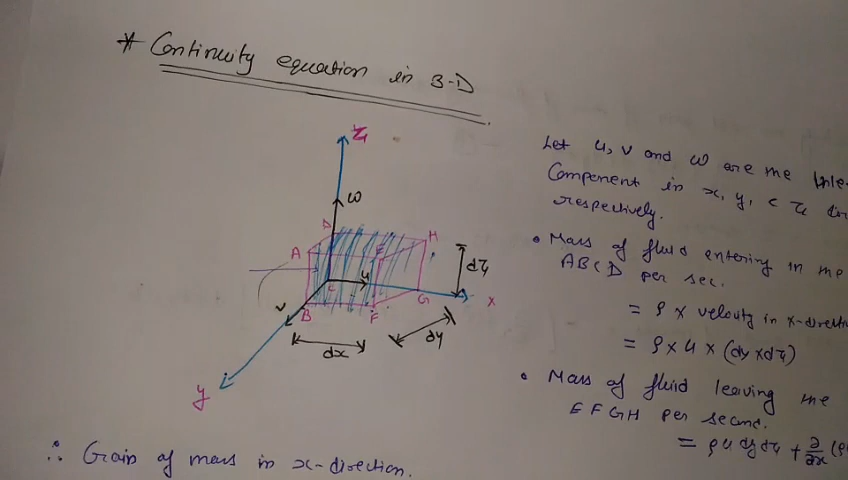 * Continuity equation in 3-D
z
w
D
A
E
H
dz
C
u
G
x
v
B
F
dx
dy
y
Let u, v and w are the
Component in x, y, < z
respectively.
• Mass of fluid entering in the
ABCD per sec.
= ρ x velocity in x-direction
= ρ x u x (dy x dz)
• Mass of fluid leaving the
EFGH per second.
= ρu dy dz + ∂/∂x (ρ
∴ Grain of mass in x-direction.